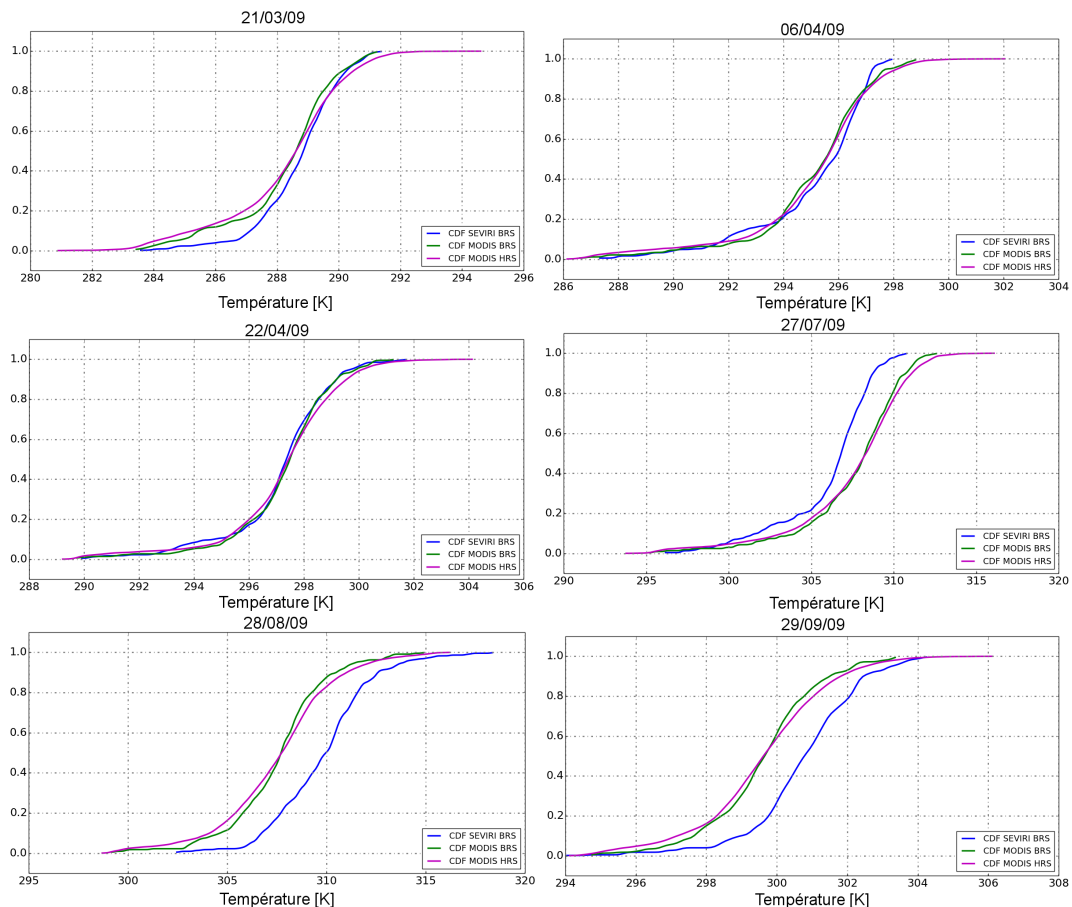 21/03/09
1.0
0.8
0.6
0.4
0.2
0.0
CDF SEVIRI BRS
CDF MODIS BRS
CDF MODIS HRS
280 282 284 286 288 290 292 294 296
Température [K]
06/04/09
1.0
0.8
0.6
0.4
0.2
0.0
CDF SEVIRI BRS
CDF MODIS BRS
CDF MODIS HRS
286 288 290 292 294 296 298 300 302 304
Température [K]
22/04/09
1.0
0.8
0.6
0.4
0.2
0.0
CDF SEVIRI BRS
CDF MODIS BRS
CDF MODIS HRS
288 290 292 294 296 298 300 302 304 306
Température [K]
27/07/09
1.0
0.8
0.6
0.4
0.2
0.0
CDF SEVIRI BRS
CDF MODIS BRS
CDF MODIS HRS
290 295 300 305 310 315 320
Température [K]
28/08/09
1.0
0.8
0.6
0.4
0.2
0.0
CDF SEVIRI BRS
CDF MODIS BRS
CDF MODIS HRS
295 300 305 310 315 320
Température [K]
29/09/09
1.0
0.8
0.6
0.4
0.2
0.0
CDF SEVIRI BRS
CDF MODIS BRS
CDF MODIS HRS
294 296 298 300 302 304 306 308
Température [K]